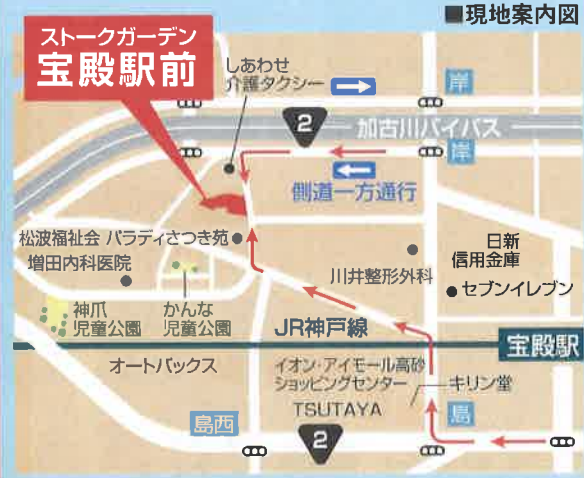 ■現地案内図
ストークガーデン
宝殿駅前
しあわせ
介護タクシー
岸
2
加古川バイパス
岸
側道一方通行
松波福祉会 パラディさつき苑
増田内科医院
日新
信用金庫
川井整形外科
セブンイレブン
神爪
児童公園
かんな
児童公園
JR神戸線
宝殿駅
オートバックス
イオン・アイモール高砂
ショッピングセンター
キリン堂
TSUTAYA
島
島西
2